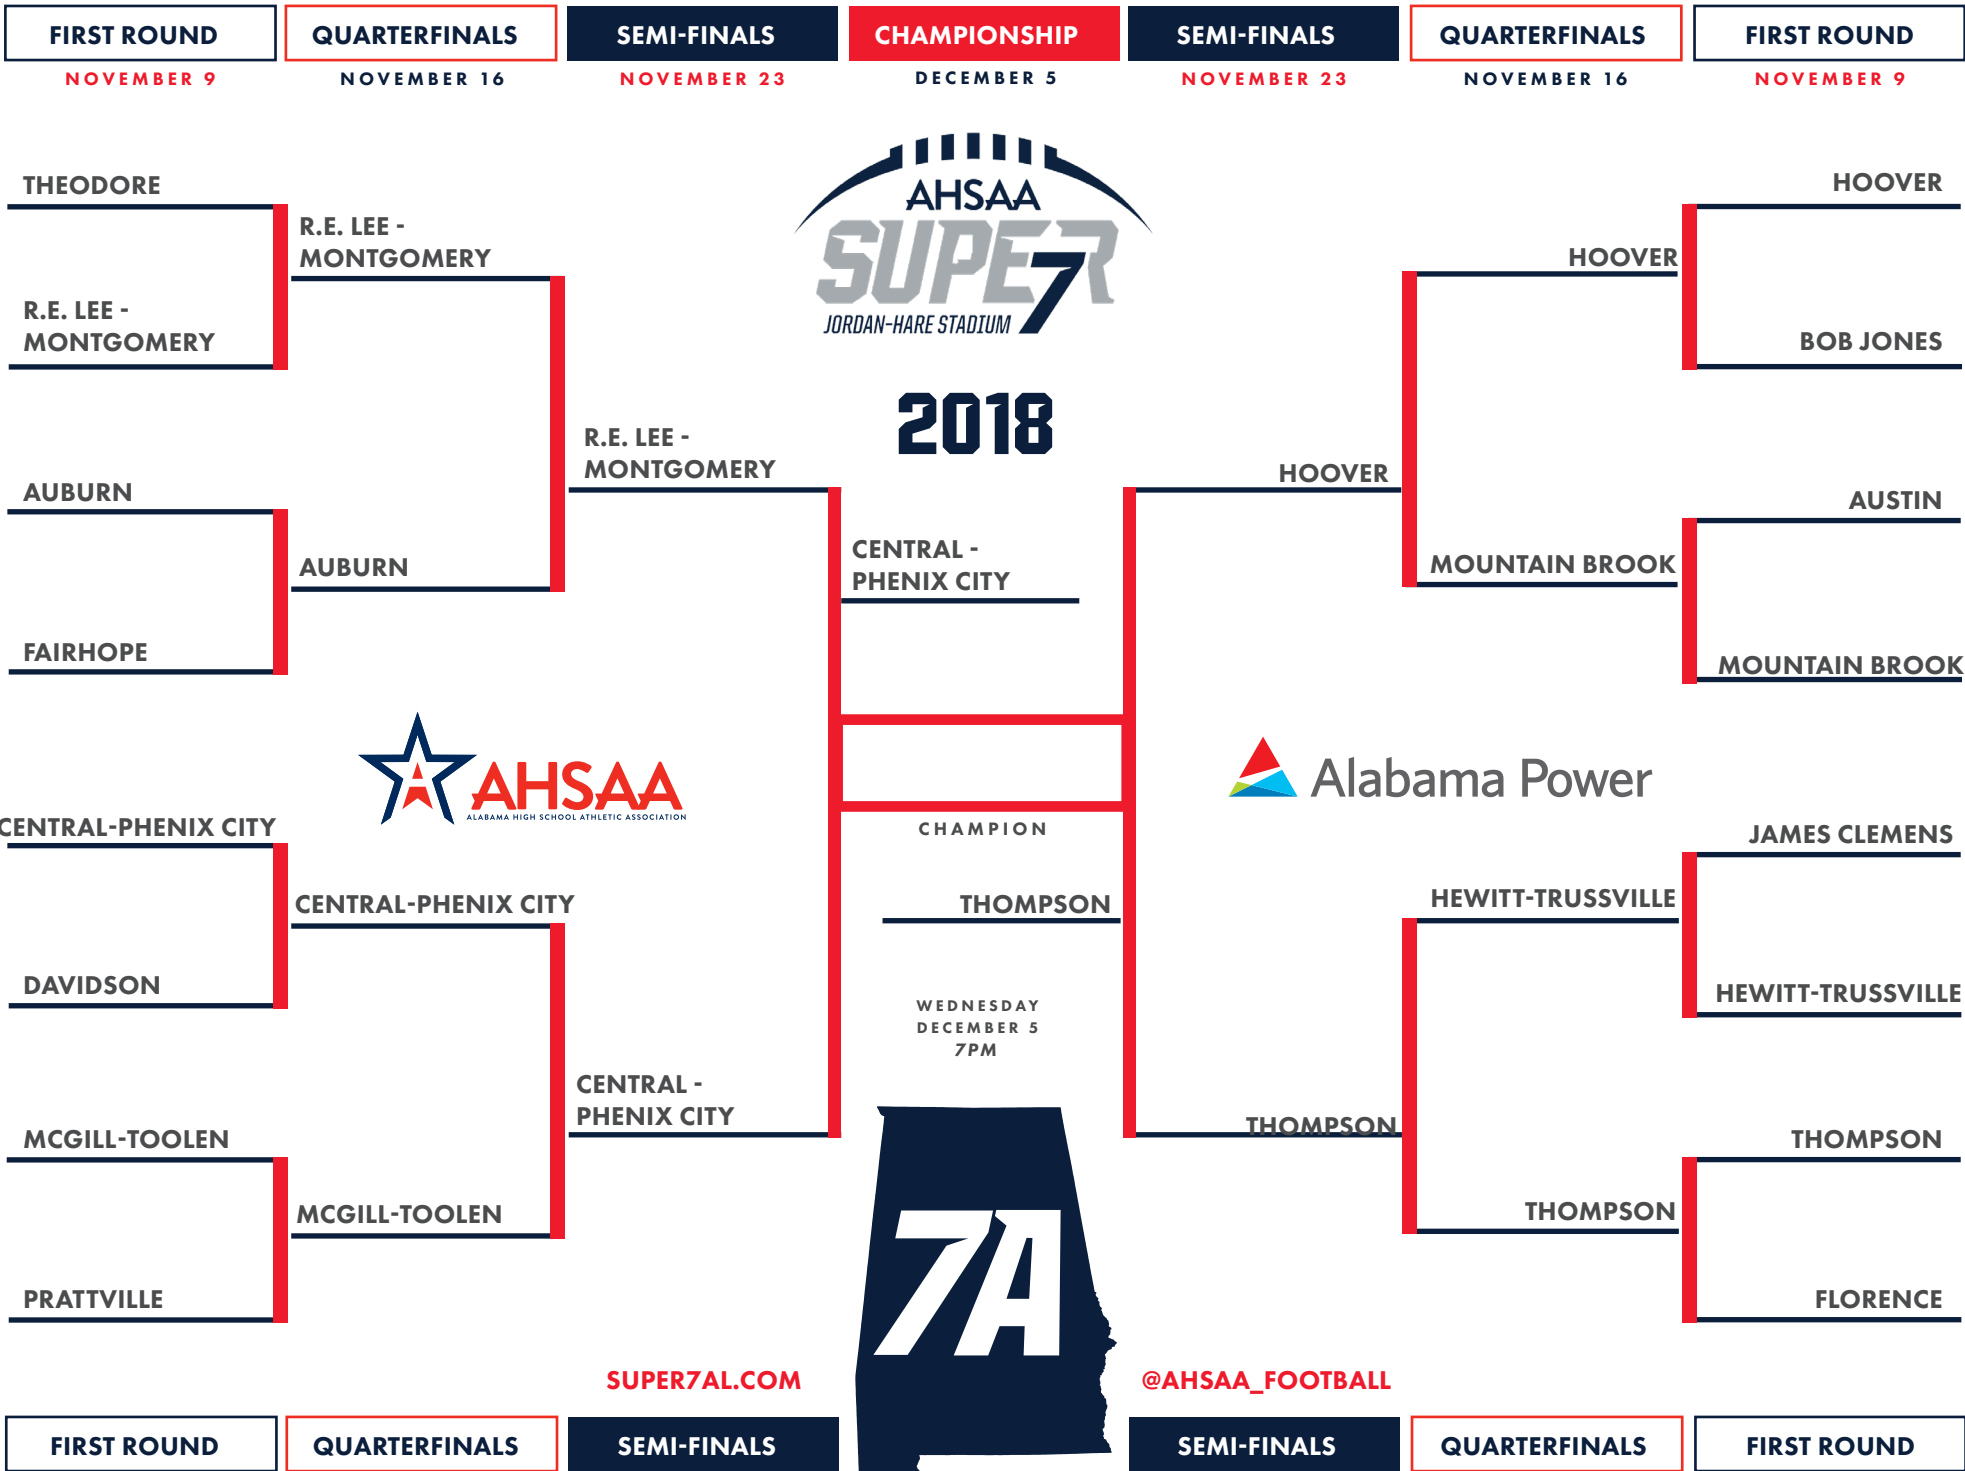 FIRST ROUND
QUARTERFINALS
SEMI-FINALS
CHAMPIONSHIP
SEMI-FINALS
QUARTERFINALS
FIRST ROUND
NOVEMBER 9
NOVEMBER 16
NOVEMBER 23
DECEMBER 5
NOVEMBER 23
NOVEMBER 16
NOVEMBER 9
THEODORE
R.E. LEE -
MONTGOMERY
AUBURN
FAIRHOPE
CENTRAL-PHENIX CITY
DAVIDSON
MCGILL-TOOLEN
PRATTVILLE
R.E. LEE -
MONTGOMERY
AUBURN
CENTRAL-PHENIX CITY
MCGILL-TOOLEN
R.E. LEE -
MONTGOMERY
CENTRAL -
PHENIX CITY
AHSAA
ALABAMA HIGH SCHOOL ATHLETIC ASSOCIATION
AHSAA
SUPER
7
JORDAN-HARE STADIUM
2018
CENTRAL -
PHENIX CITY
CHAMPION
THOMPSON
WEDNESDAY
DECEMBER 5
7PM
7A
HOOVER
THOMPSON
Alabama Power
HOOVER
MOUNTAIN BROOK
HEWITT-TRUSSVILLE
THOMPSON
HOOVER
BOB JONES
AUSTIN
MOUNTAIN BROOK
JAMES CLEMENS
HEWITT-TRUSSVILLE
THOMPSON
FLORENCE
SUPER7AL.COM
@AHSAA_FOOTBALL
FIRST ROUND
QUARTERFINALS
SEMI-FINALS
SEMI-FINALS
QUARTERFINALS
FIRST ROUND